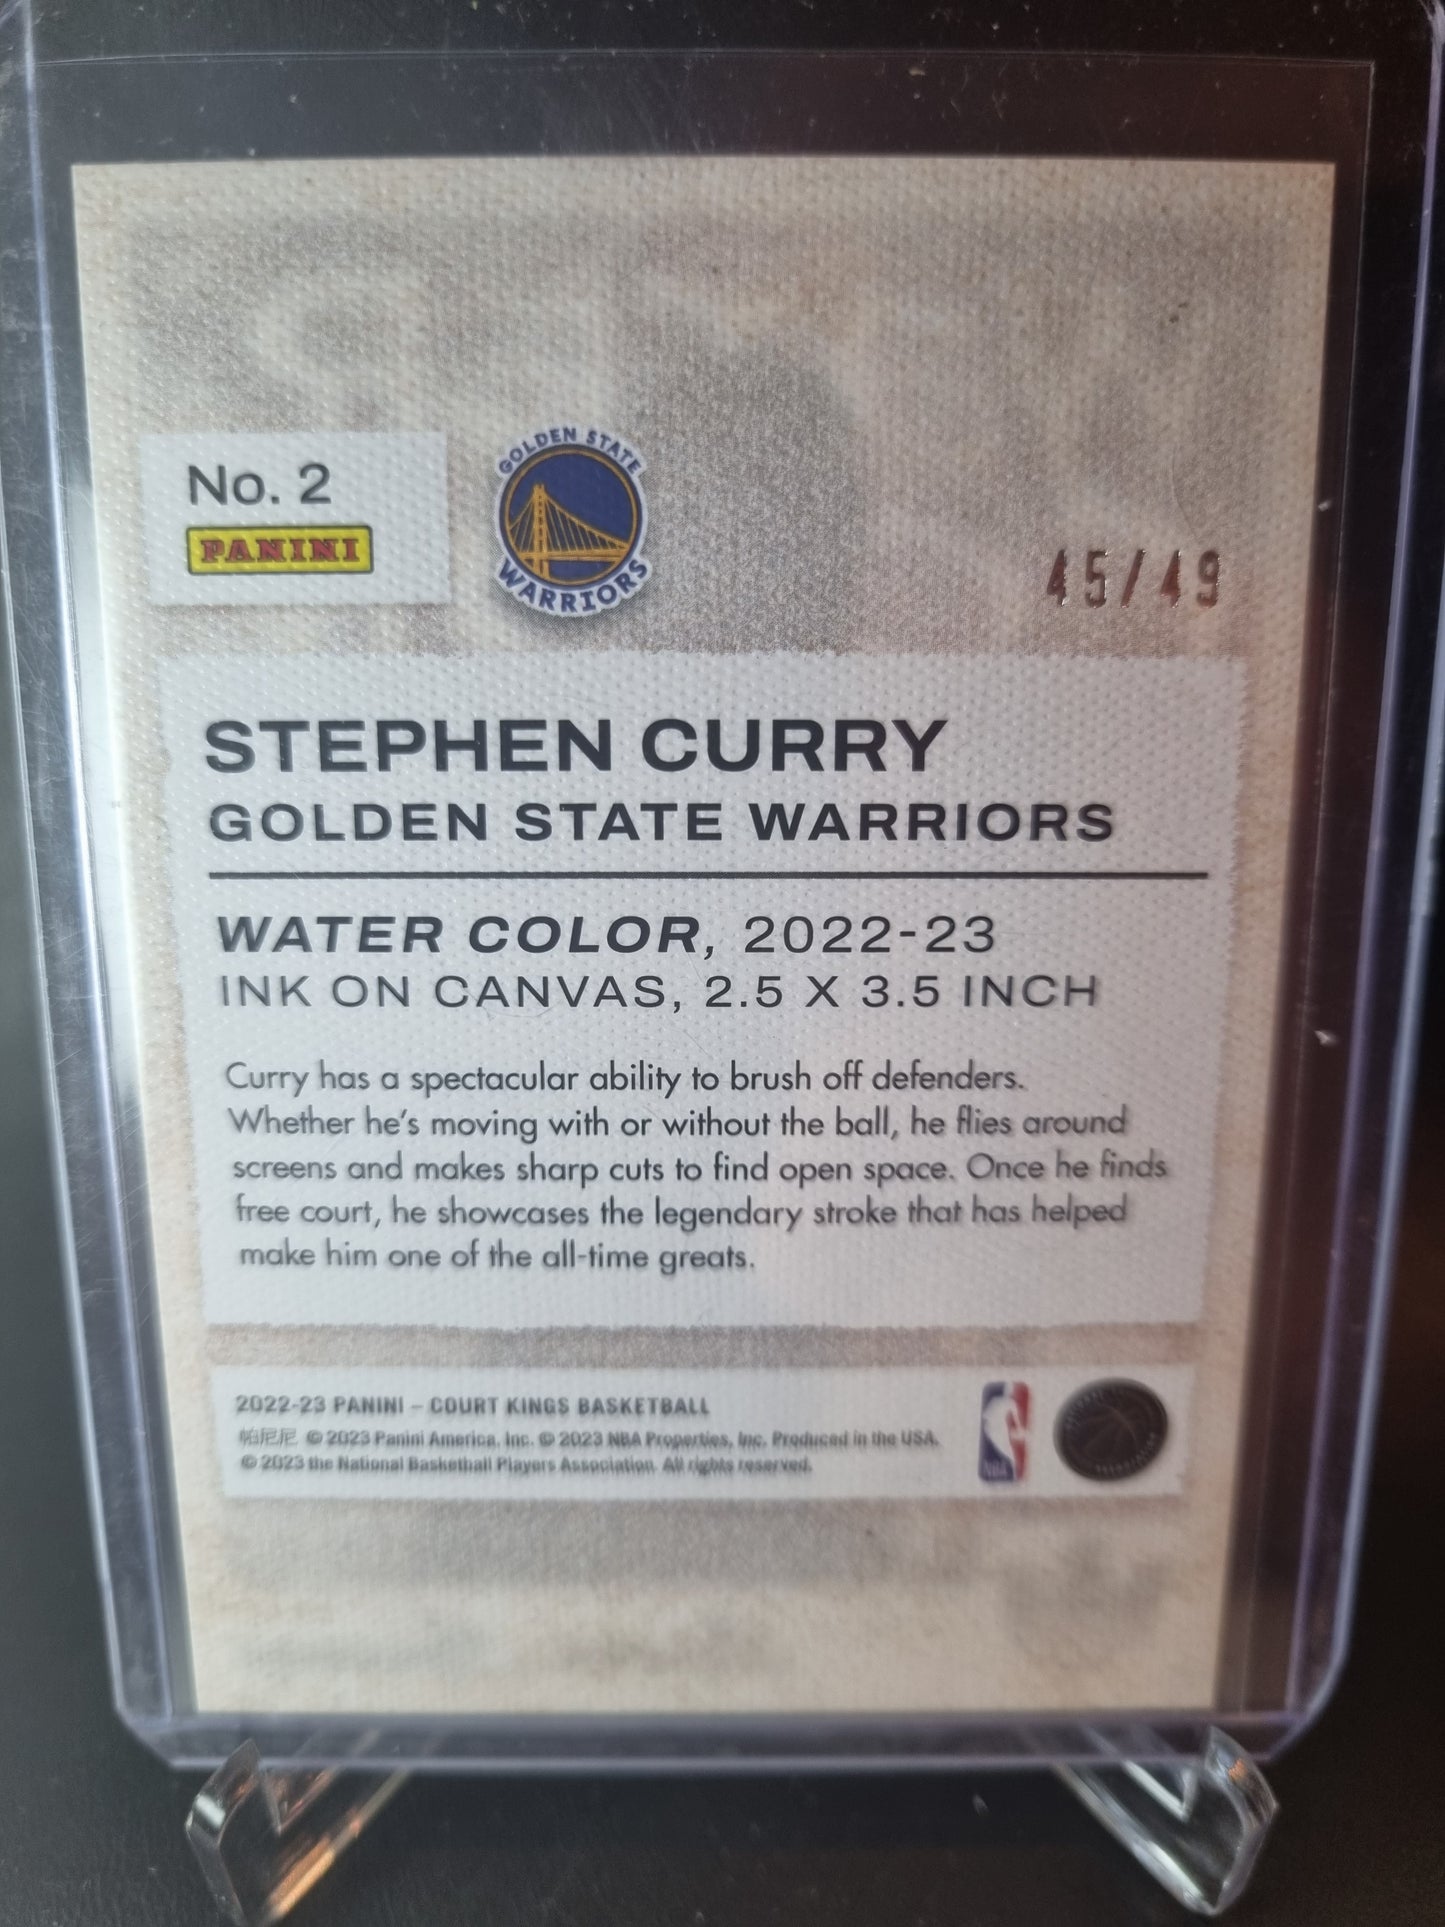 No. 2
PANINI
GOLDEN STATE
WARRIORS
45/49
STEPHEN CURRY
GOLDEN STATE WARRIORS
WATER COLOR, 2022-23
INK ON CANVAS, 2.5 X 3.5 INCH
Curry has a spectacular ability to brush off defenders.
Whether he's moving with or without the ball, he flies around
screens and makes sharp cuts to find open space. Once he finds
free court, he showcases the legendary stroke that has helped
make him one of the all-time greats.
2022-23 PANINI – COURT KINGS BASKETBALL
帕尼尼 © 2023 Panini America, Inc. © 2023 NBA Properties, Inc. Produced in the USA.
© 2023 the National Basketball Players Association. All rights reserved.
NBA